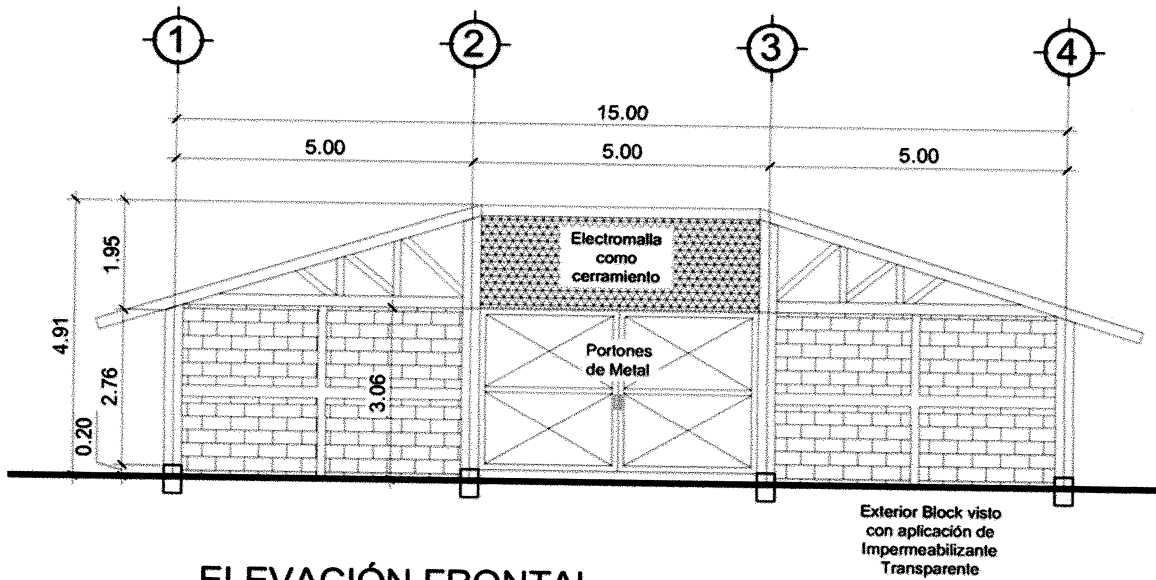 1
2
3
4
15.00
5.00
5.00
5.00
4.91
1.95
2.76
0.20
3.06
Electromalla
como
cerramiento
Portones
de Metal
Exterior Block visto
con aplicación de
Impermeabilizante
Transparente
ELEVACIÓN FRONTAL